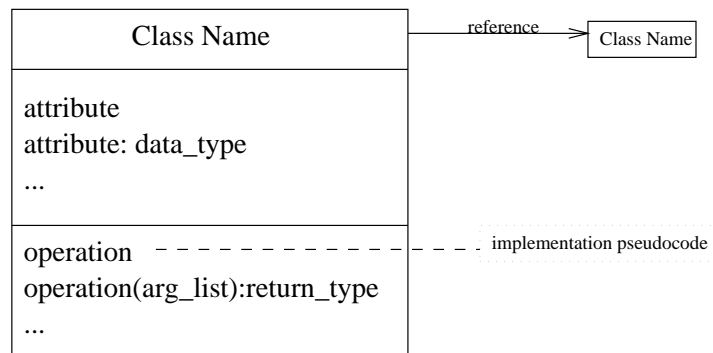 Class Name
reference
Class Name
attribute
attribute: data_type
...
operation
implementation pseudocode
operation(arg_list):return_type
...